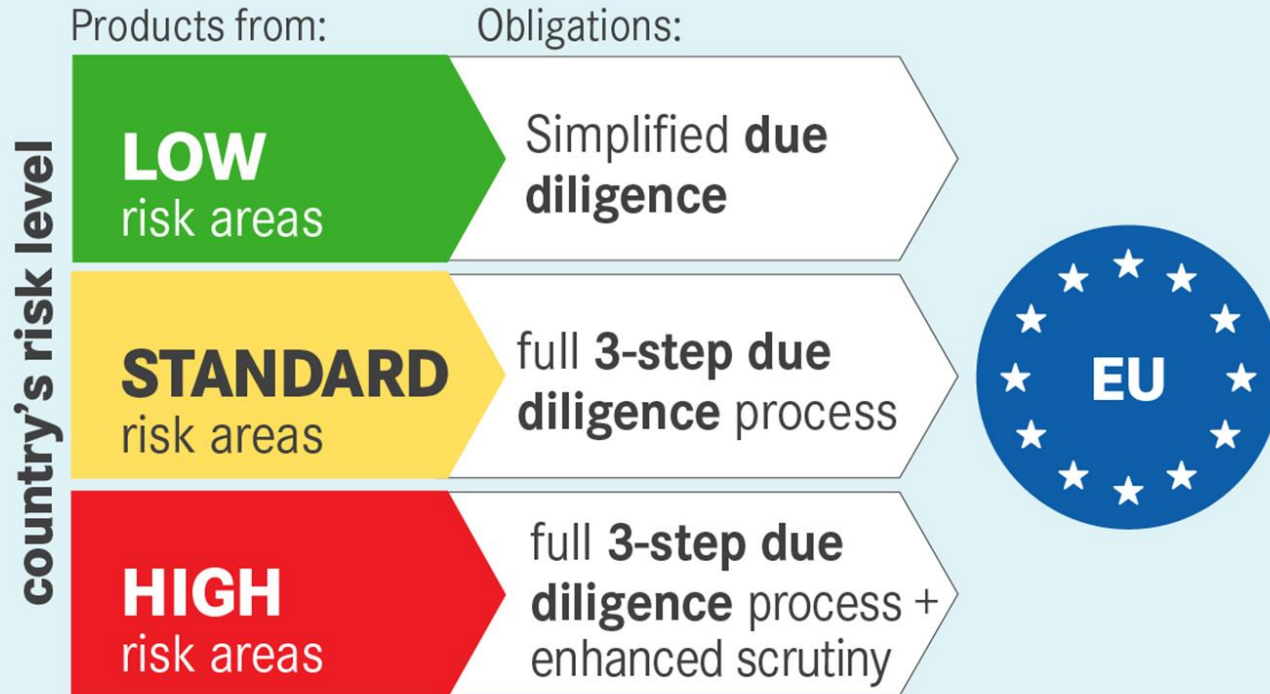 Products from:
Obligations:
country's risk level
LOW
risk areas
Simplified due
diligence
STANDARD
risk areas
full 3-step due
diligence process
HIGH
risk areas
full 3-step due
diligence process +
enhanced scrutiny
EU